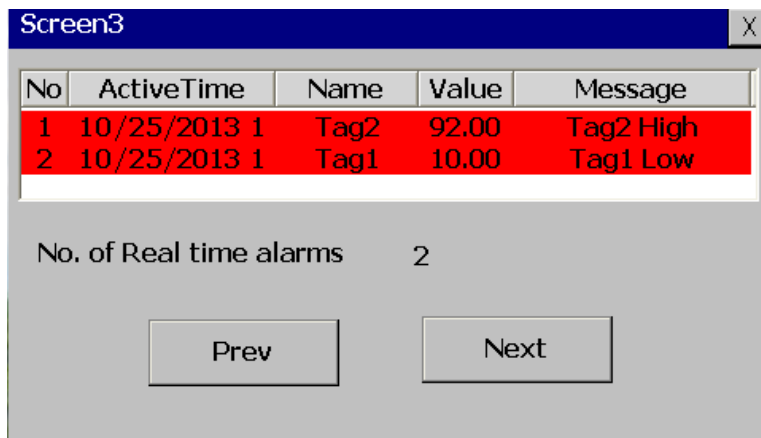 Screen3 X
No ActiveTime Name Value Message
1 10/25/2013 1 Tag2 92.00 Tag2 High
2 10/25/2013 1 Tag1 10.00 Tag1 Low
No. of Real time alarms 2
Prev Next